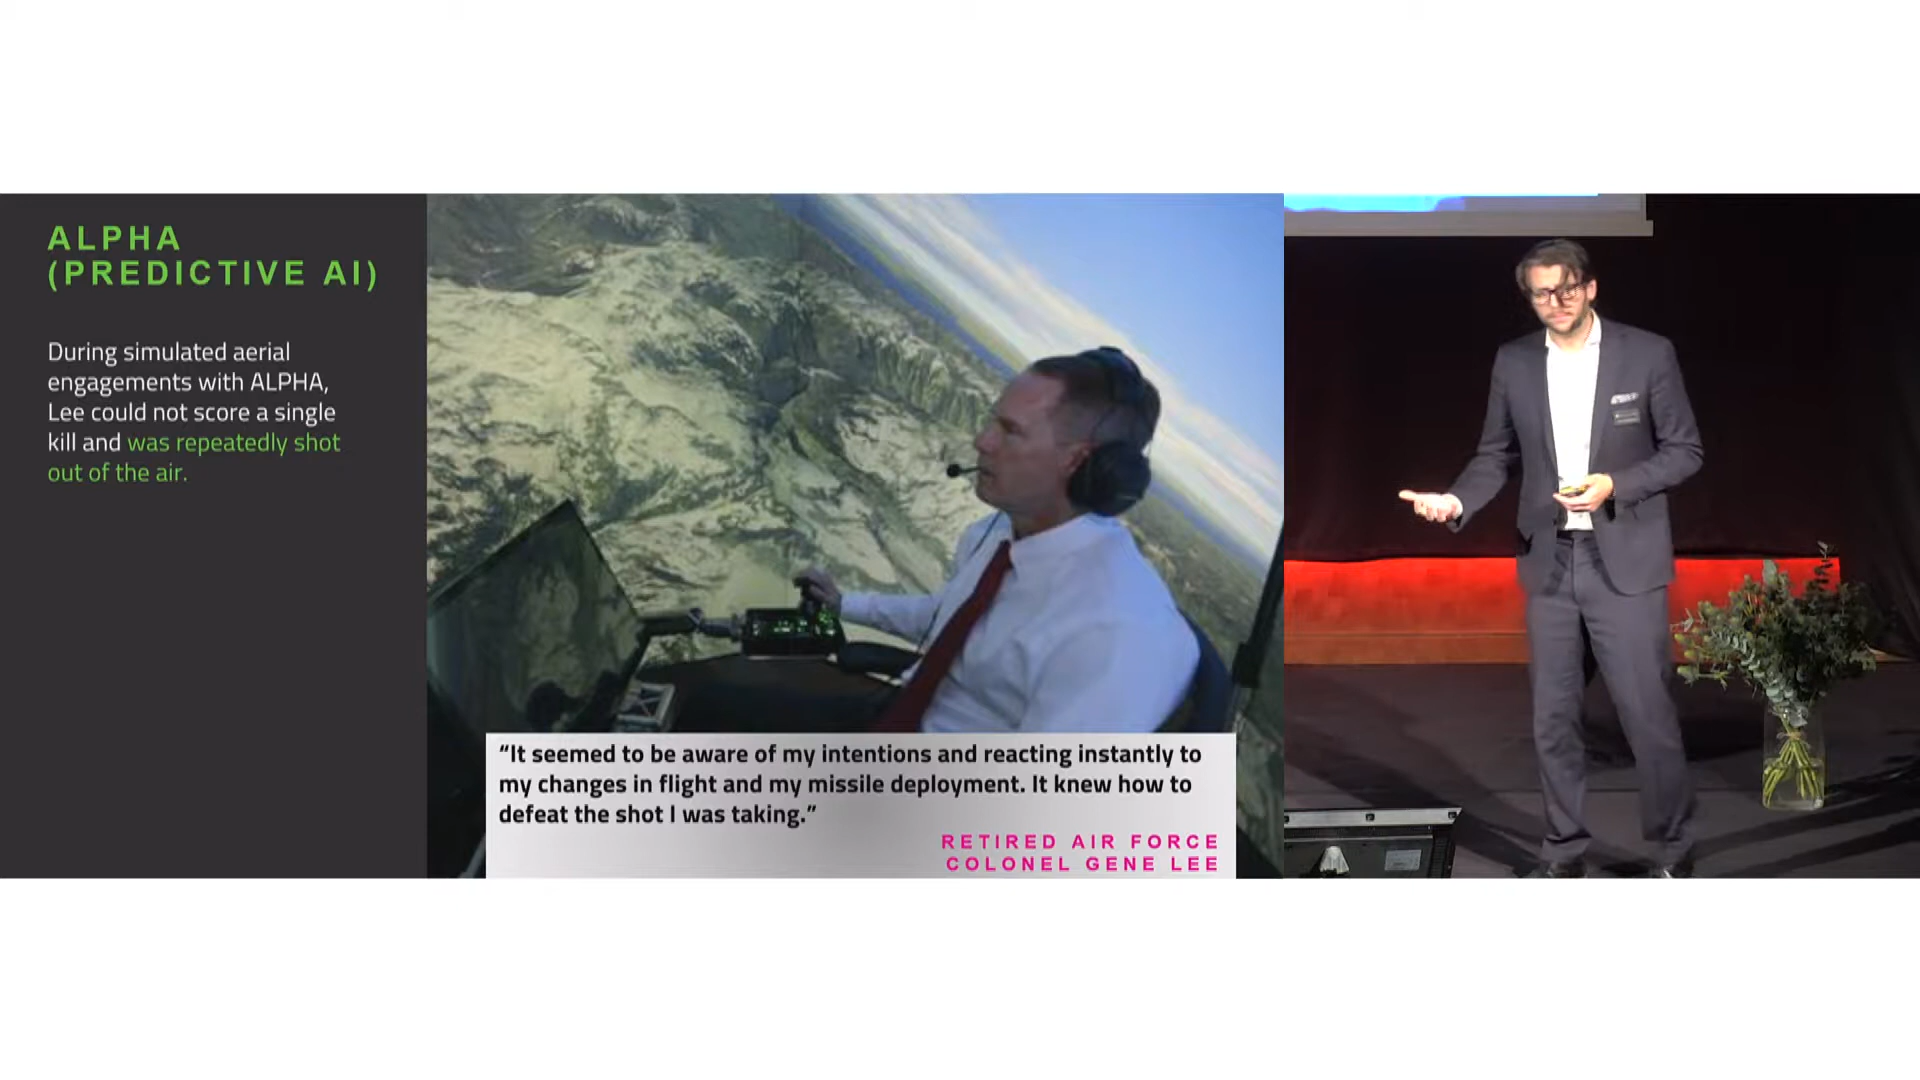 ALPHA
(PREDICTIVE AI)
During simulated aerial
engagements with ALPHA,
Lee could not score a single
kill and was repeatedly shot
out of the air.
“It seemed to be aware of my intentions and reacting instantly to
my changes in flight and my missile deployment. It knew how to
defeat the shot I was taking.”
RETIRED AIR FORCE
COLONEL GENE LEE